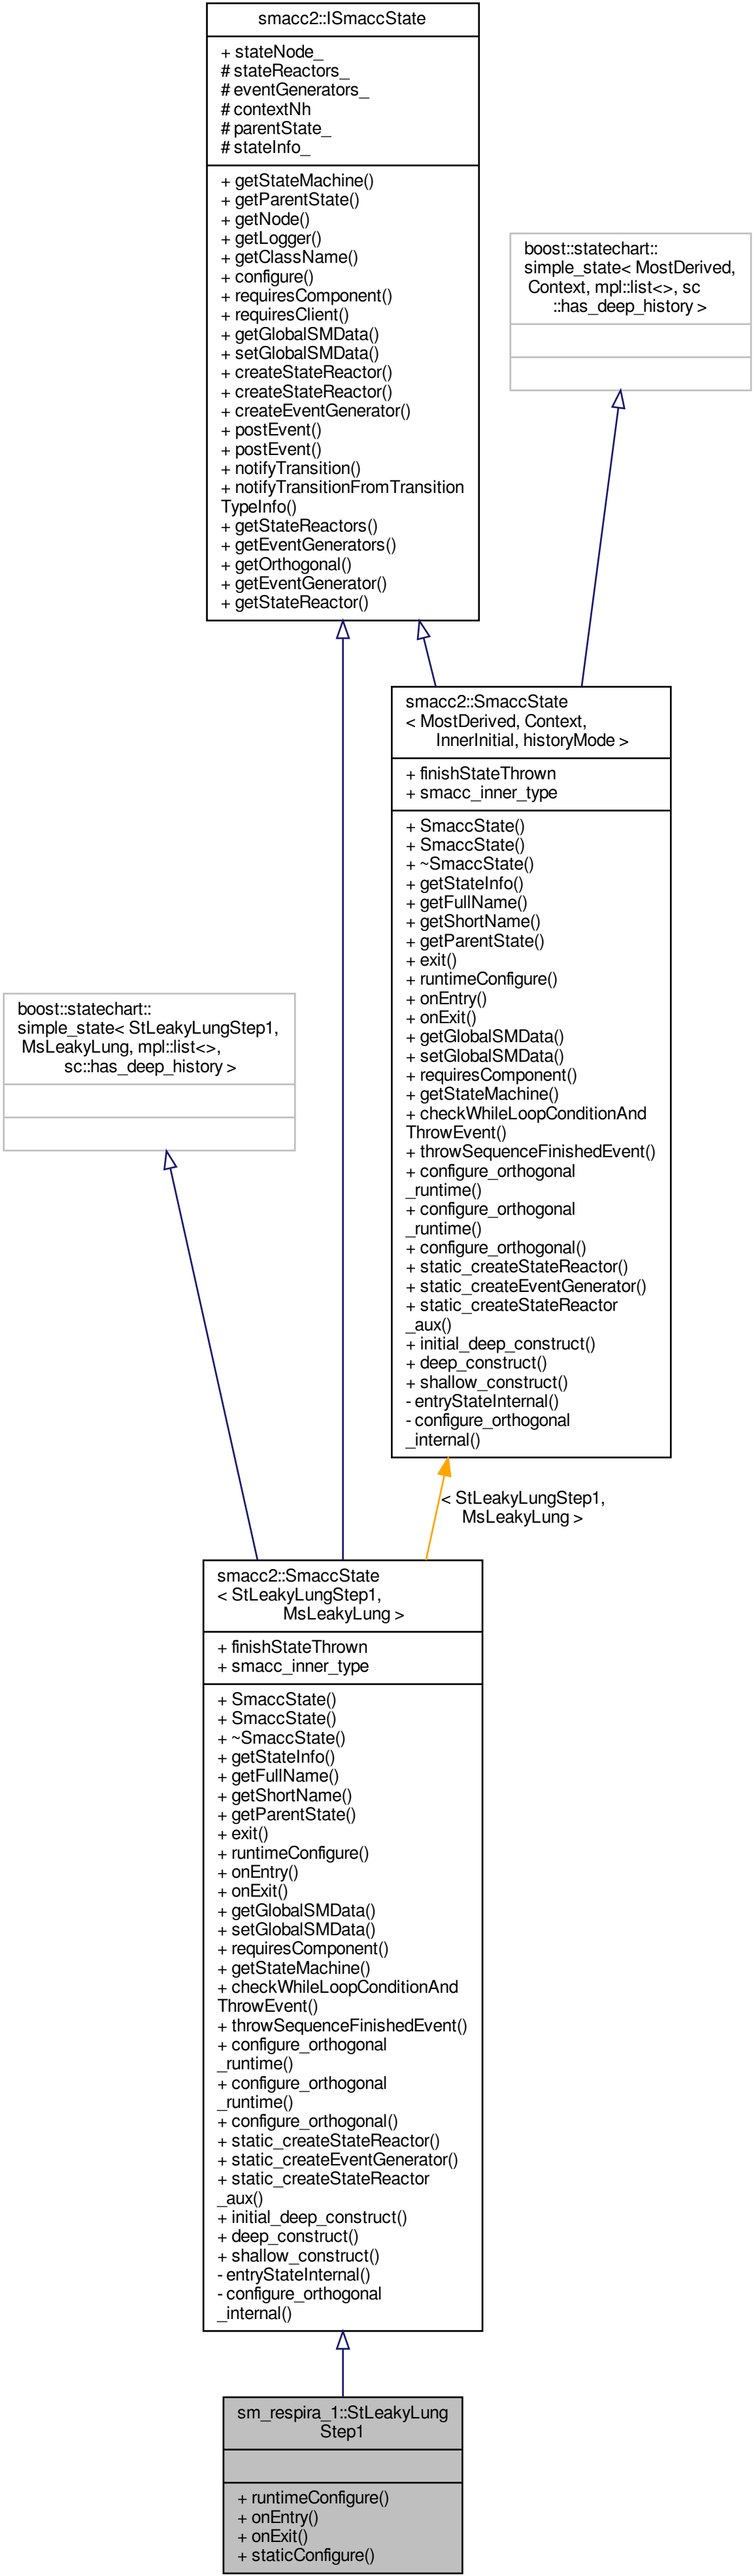 smacc2::ISmaccState
+ stateNode_
# stateReactors_
# eventGenerators_
# contextNh
# parentState_
# stateInfo_
+ getStateMachine()
+ getParentState()
+ getNode()
+ getLogger()
+ getClassName()
+ configure()
+ requiresComponent()
+ requiresClient()
+ getGlobalSMData()
+ setGlobalSMData()
+ createStateReactor()
+ createStateReactor()
+ createEventGenerator()
+ postEvent()
+ postEvent()
+ notifyTransition()
+ notifyTransitionFromTransition
TypeInfo()
+ getStateReactors()
+ getEventGenerators()
+ getOrthogonal()
+ getEventGenerator()
+ getStateReactor()
boost::statechart::
simple_state< MostDerived,
Context, mpl::list<>, sc
::has_deep_history >
smacc2::SmaccState
< MostDerived, Context,
InnerInitial, historyMode >
+ finishStateThrown
+ smacc_inner_type
+ SmaccState()
+ SmaccState()
+ ~SmaccState()
+ getStateInfo()
+ getFullName()
+ getShortName()
+ getParentState()
+ exit()
+ runtimeConfigure()
+ onEntry()
+ onExit()
+ getGlobalSMData()
+ setGlobalSMData()
+ requiresComponent()
+ getStateMachine()
+ checkWhileLoopConditionAnd
ThrowEvent()
+ throwSequenceFinishedEvent()
+ configure_orthogonal
_runtime()
+ configure_orthogonal
_runtime()
+ configure_orthogonal()
+ static_createStateReactor()
+ static_createEventGenerator()
+ static_createStateReactor
_aux()
+ initial_deep_construct()
+ deep_construct()
+ shallow_construct()
- entryStateInternal()
- configure_orthogonal
_internal()
boost::statechart::
simple_state< StLeakyLungStep1,
MsLeakyLung, mpl::list<>,
sc::has_deep_history >
< StLeakyLungStep1,
MsLeakyLung >
smacc2::SmaccState
< StLeakyLungStep1,
MsLeakyLung >
+ finishStateThrown
+ smacc_inner_type
+ SmaccState()
+ SmaccState()
+ ~SmaccState()
+ getStateInfo()
+ getFullName()
+ getShortName()
+ getParentState()
+ exit()
+ runtimeConfigure()
+ onEntry()
+ onExit()
+ getGlobalSMData()
+ setGlobalSMData()
+ requiresComponent()
+ getStateMachine()
+ checkWhileLoopConditionAnd
ThrowEvent()
+ throwSequenceFinishedEvent()
+ configure_orthogonal
_runtime()
+ configure_orthogonal
_runtime()
+ configure_orthogonal()
+ static_createStateReactor()
+ static_createEventGenerator()
+ static_createStateReactor
_aux()
+ initial_deep_construct()
+ deep_construct()
+ shallow_construct()
- entryStateInternal()
- configure_orthogonal
_internal()
sm_respira_1::StLeakyLung
Step1
+ runtimeConfigure()
+ onEntry()
+ onExit()
+ staticConfigure()